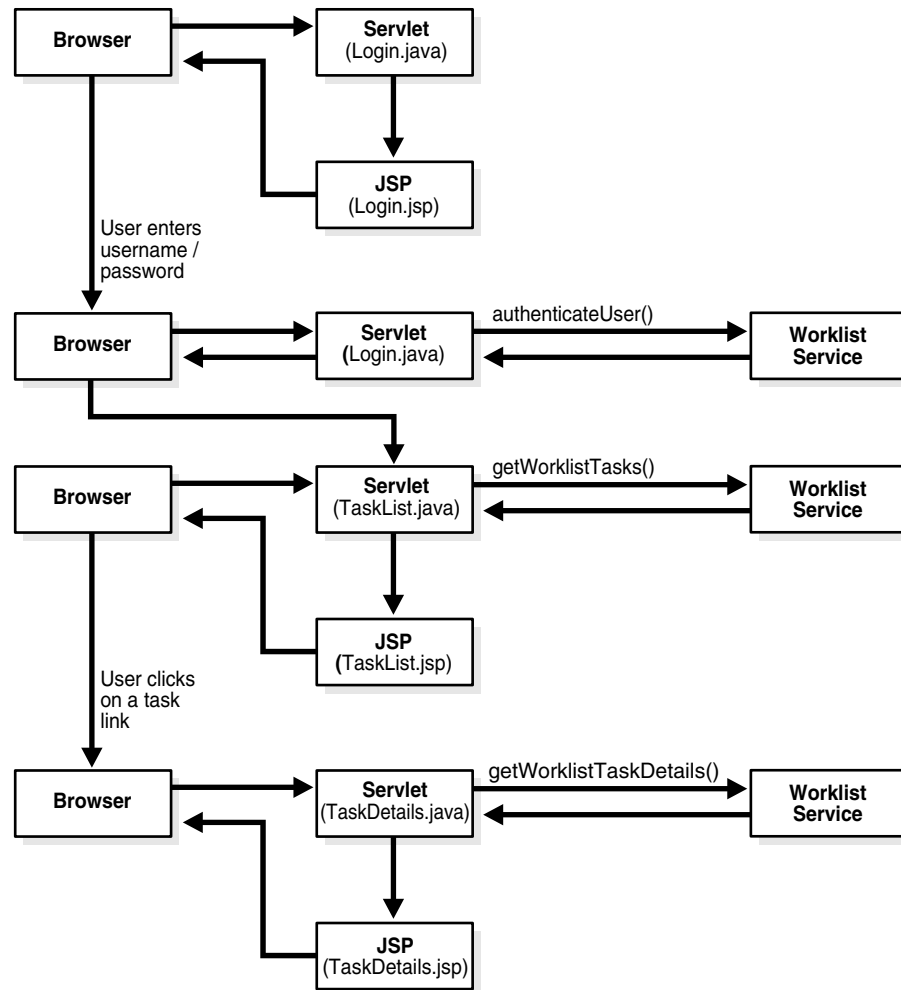 Browser
Servlet
(Login.java)
JSP
(Login.jsp)
User enters
username /
password
Browser
Servlet
(Login.java)
authenticateUser()
Worklist
Service
Browser
Servlet
(TaskList.java)
getWorklistTasks()
Worklist
Service
JSP
(TaskList.jsp)
User clicks
on a task
link
Browser
Servlet
(TaskDetails.java)
getWorklistTaskDetails()
Worklist
Service
JSP
(TaskDetails.jsp)